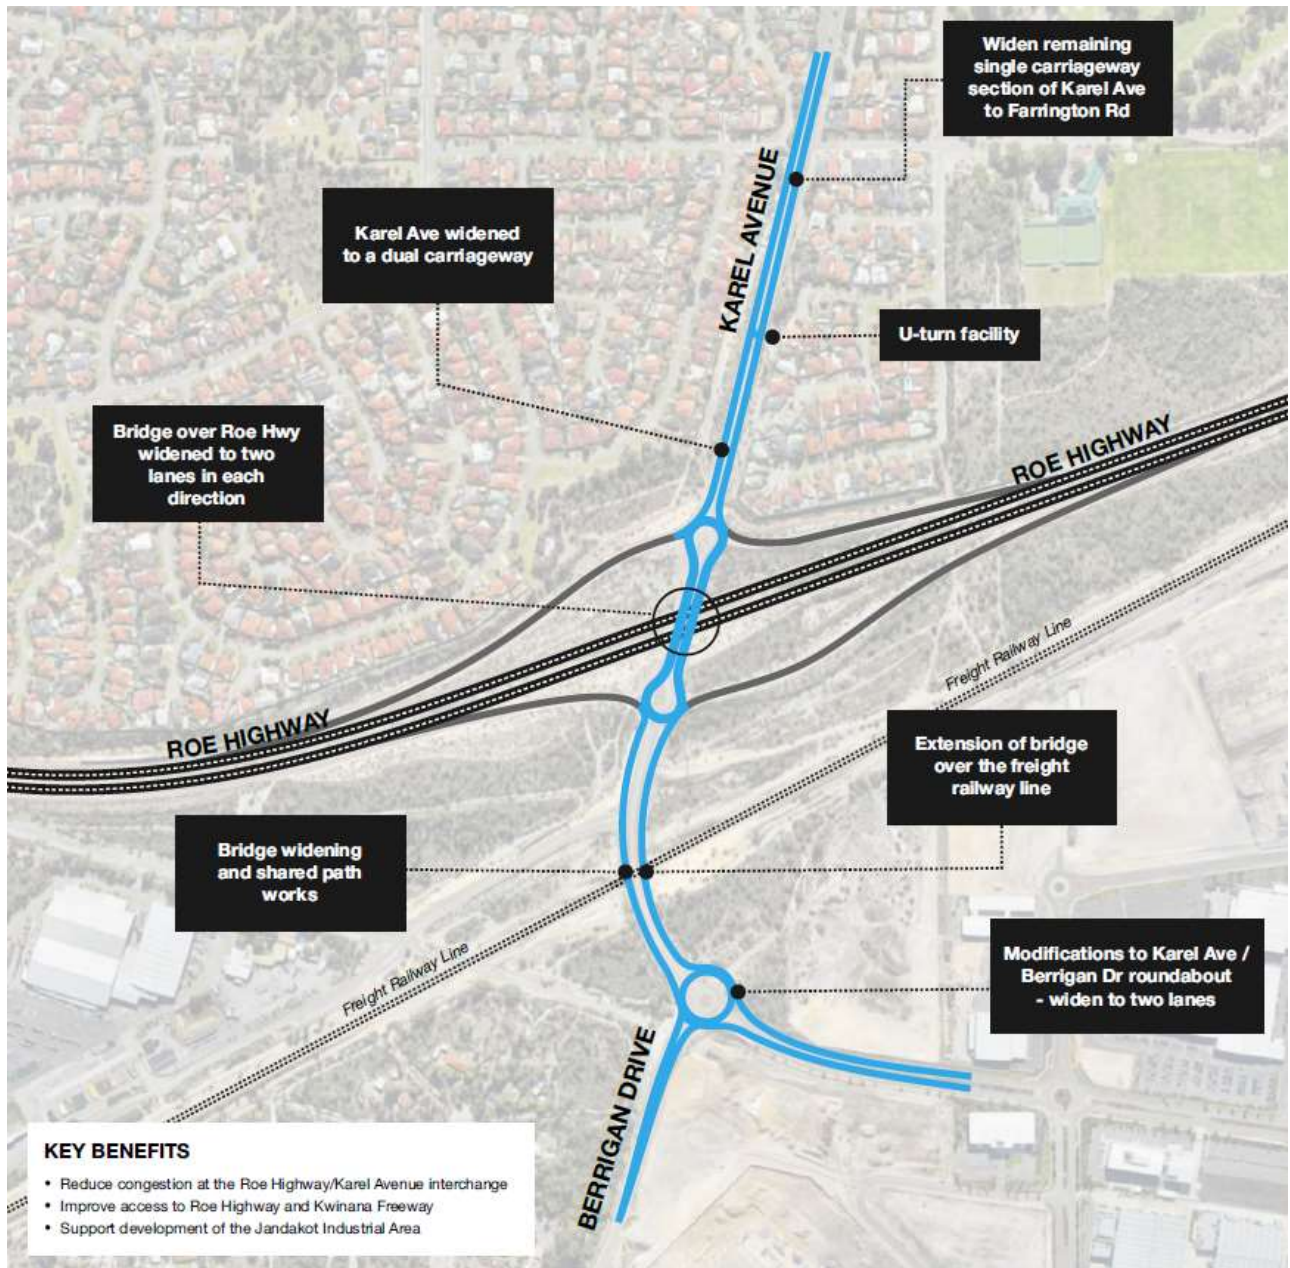 Widen remaining
single carriageway
section of Karel Ave
to Farrington Rd
KAREL AVENUE
Karel Ave widened
to a dual carriageway
U-turn facility
Bridge over Roe Hwy
widened to two
lanes in each
direction
ROE HIGHWAY
Freight Railway Line
ROE HIGHWAY
Extension of bridge
over the freight
railway line
Bridge widening
and shared path
works
Freight Railway Line
Modifications to Karel Ave /
Berrigan Dr roundabout
- widen to two lanes
BERRIGAN DRIVE
KEY BENEFITS
• Reduce congestion at the Roe Highway/Karel Avenue interchange
• Improve access to Roe Highway and Kwinana Freeway
• Support development of the Jandakot Industrial Area